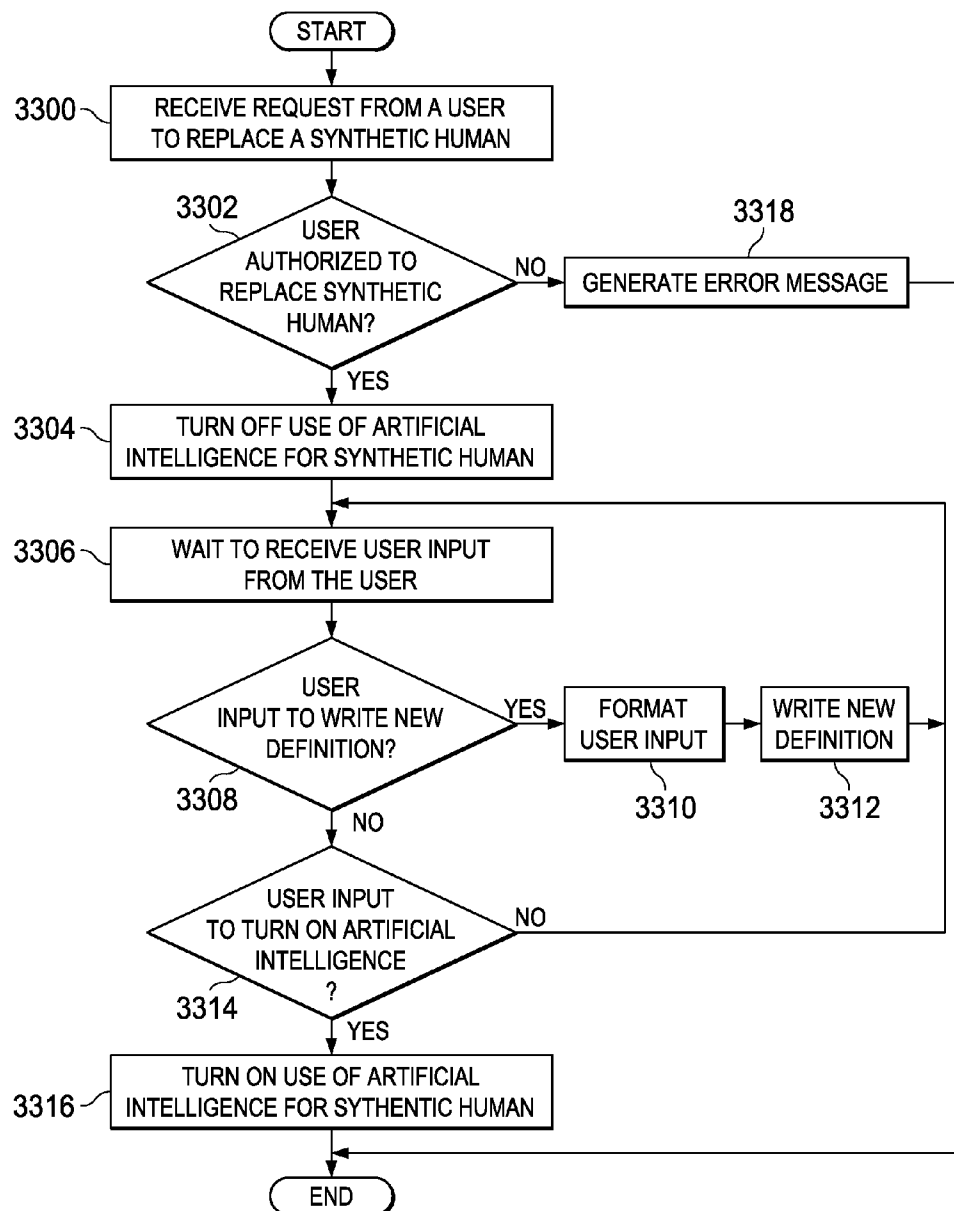 START
3300
RECEIVE REQUEST FROM A USER
TO REPLACE A SYNTHETIC HUMAN
3302
USER
AUTHORIZED TO
REPLACE SYNTHETIC
HUMAN?
NO
3318
GENERATE ERROR MESSAGE
YES
3304
TURN OFF USE OF ARTIFICIAL
INTELLIGENCE FOR SYNTHETIC HUMAN
3306
WAIT TO RECEIVE USER INPUT
FROM THE USER
USER
INPUT TO WRITE NEW
DEFINITION?
3308
YES
FORMAT
USER INPUT
3310
WRITE NEW
DEFINITION
3312
NO
USER INPUT
TO TURN ON ARTIFICIAL
INTELLIGENCE
?
3314
NO
YES
3316
TURN ON USE OF ARTIFICIAL
INTELLIGENCE FOR SYTHENTIC HUMAN
END